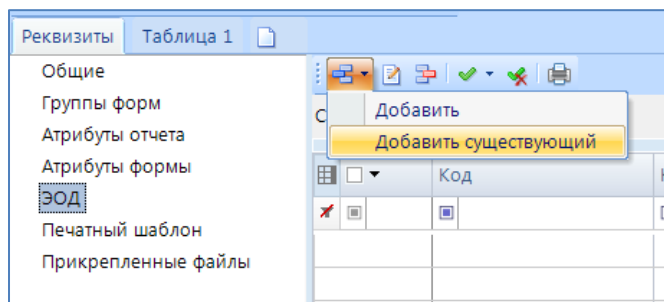 Реквизиты Таблица 1
Общие
Группы форм
Атрибуты отчета
Атрибуты формы
ЭОД
Печатный шаблон
Прикрепленные файлы
Добавить
Добавить существующий
Код